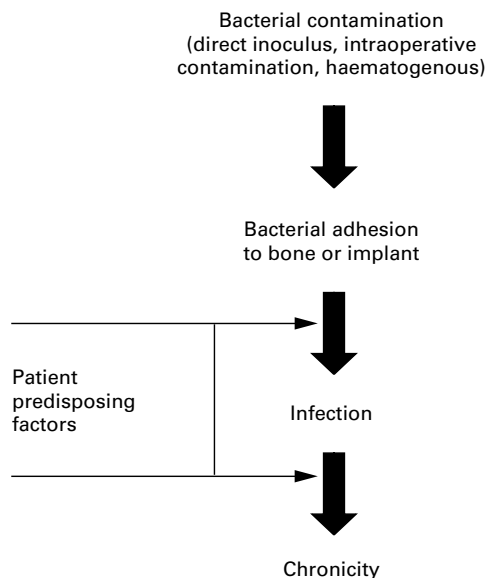 Bacterial contamination
(direct inoculus, intraoperative
contamination, haematogenous)
Bacterial adhesion
to bone or implant
Patient
predisposing
factors
Infection
Chronicity